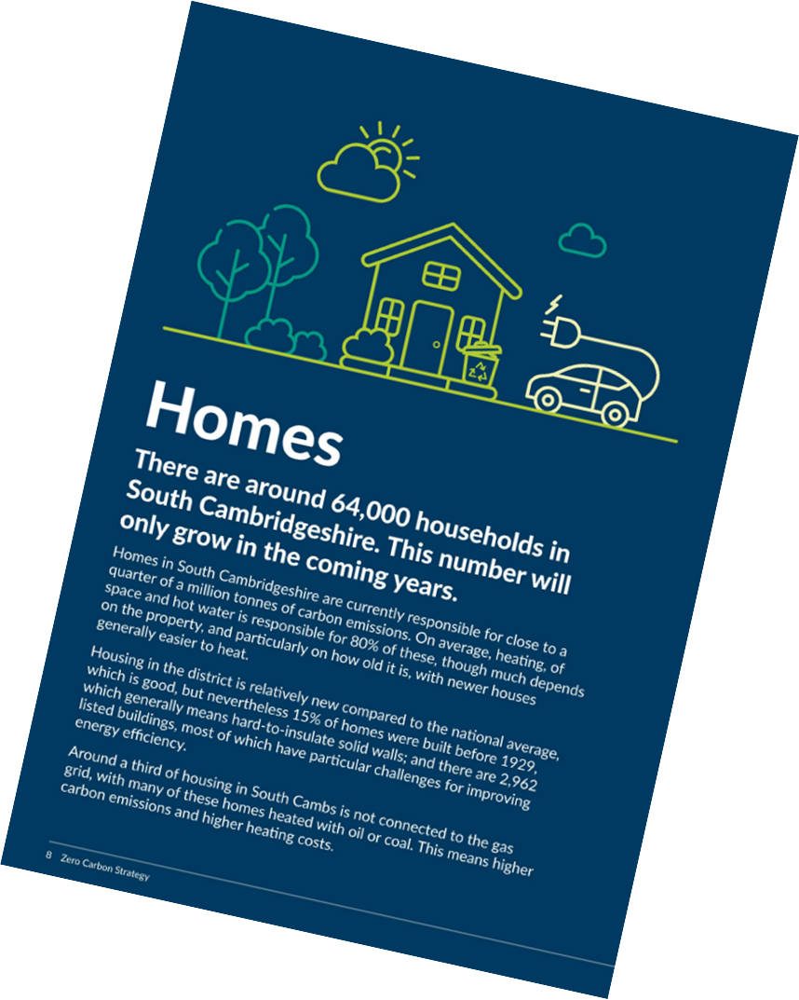 Homes
There are around 64,000 households in
South Cambridgeshire. This number will
only grow in the coming years.
Homes in South Cambridgeshire are currently responsible for close to a
quarter of a million tonnes of carbon emissions. On average, heating, of
space and hot water is responsible for 80% of these, though much depends
on the property, and particularly on how old it is, with newer houses
generally easier to heat.
Housing in the district is relatively new compared to the national average,
which is good, but nevertheless 15% of homes were built before 1929,
which generally means hard-to-insulate solid walls; and there are 2,962
listed buildings, most of which have particular challenges for improving
energy efficiency.
Around a third of housing in South Cambs is not connected to the gas
grid, with many of these homes heated with oil or coal. This means higher
carbon emissions and higher heating costs.
8 Zero Carbon Strategy